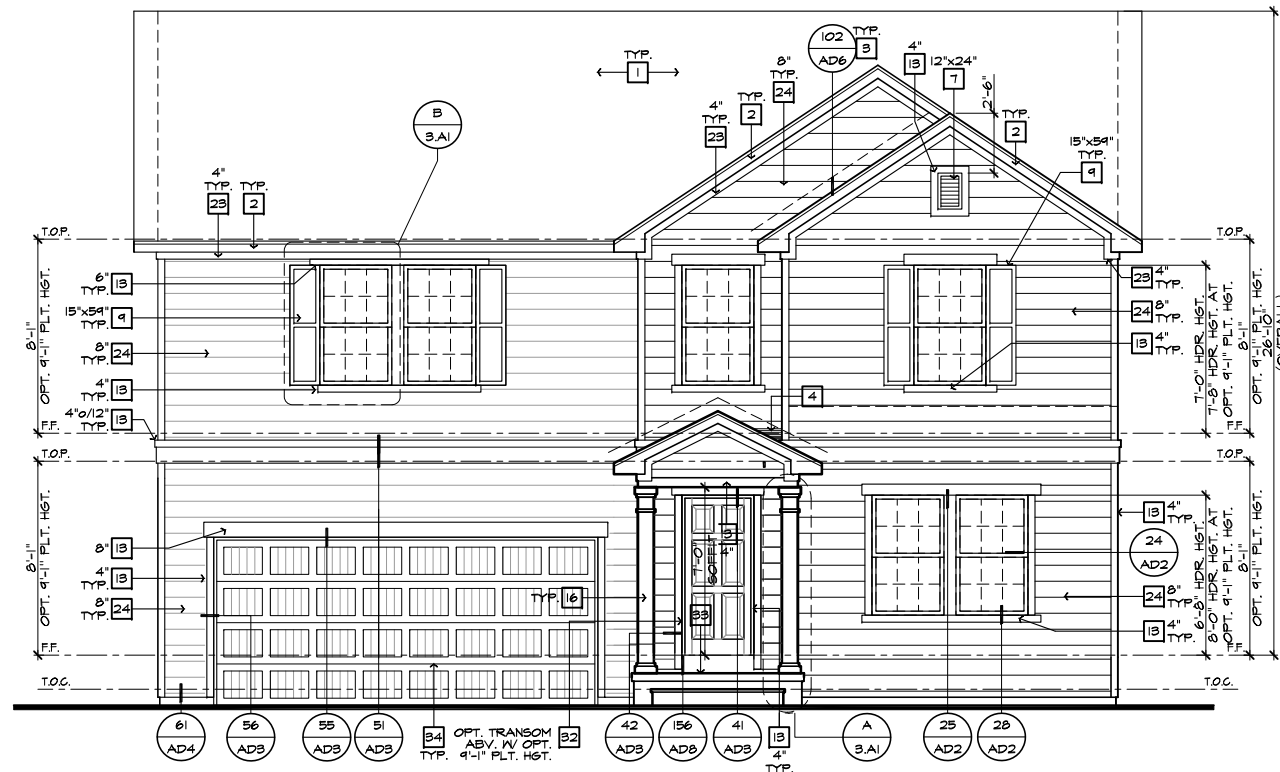 TYP.
1
102
AD6
TYP.
3
4"
13
12"x24"
7
2'-6"
8"
TYP.
24
TYP.
2
4"
TYP.
23
TYP.
2
15"x59"
TYP.
9
B
3.A1
4"
TYP.
23
TYP.
2
T.O.P.
T.O.P.
6"
TYP.
13
15"x59"
TYP.
9
8"
TYP.
24
4"
TYP.
13
4"o/12"
TYP.
13
8'-1"
OPT. 9'-1" PLT. HGT.
F.F.
T.O.P.
23
4"
TYP.
24
8"
TYP.
13
4"
TYP.
4
7'-0" HDR. HGT.
7'-8" HDR. HGT. AT
OPT. 9'-1" PLT. HGT.
8'-1"
OPT. 9'-1" PLT. HGT.
26'-10"
(OVERALL)
F.F.
T.O.P.
8'-1"
OPT. 9'-1" PLT. HGT.
8"
13
4"
TYP.
13
8"
TYP.
24
F.F.
T.O.C.
7'-0"
SOFFIT
13
4"
TYP.
16
33
13
4"
TYP.
24
AD2
24
8"
TYP.
13
4"
TYP.
6'-8" HDR. HGT.
8'-0" HDR. HGT. AT
OPT. 9'-1" PLT. HGT.
8'-1"
OPT. 9'-1" PLT. HGT.
F.F.
T.O.C.
61
AD4
56
AD3
55
AD3
51
AD3
34
TYP.
OPT. TRANSOM
ABV. W/ OPT.
9'-1" PLT. HGT.
32
42
AD3
156
AD8
41
AD3
13
4"
TYP.
A
3.A1
25
AD2
28
AD2